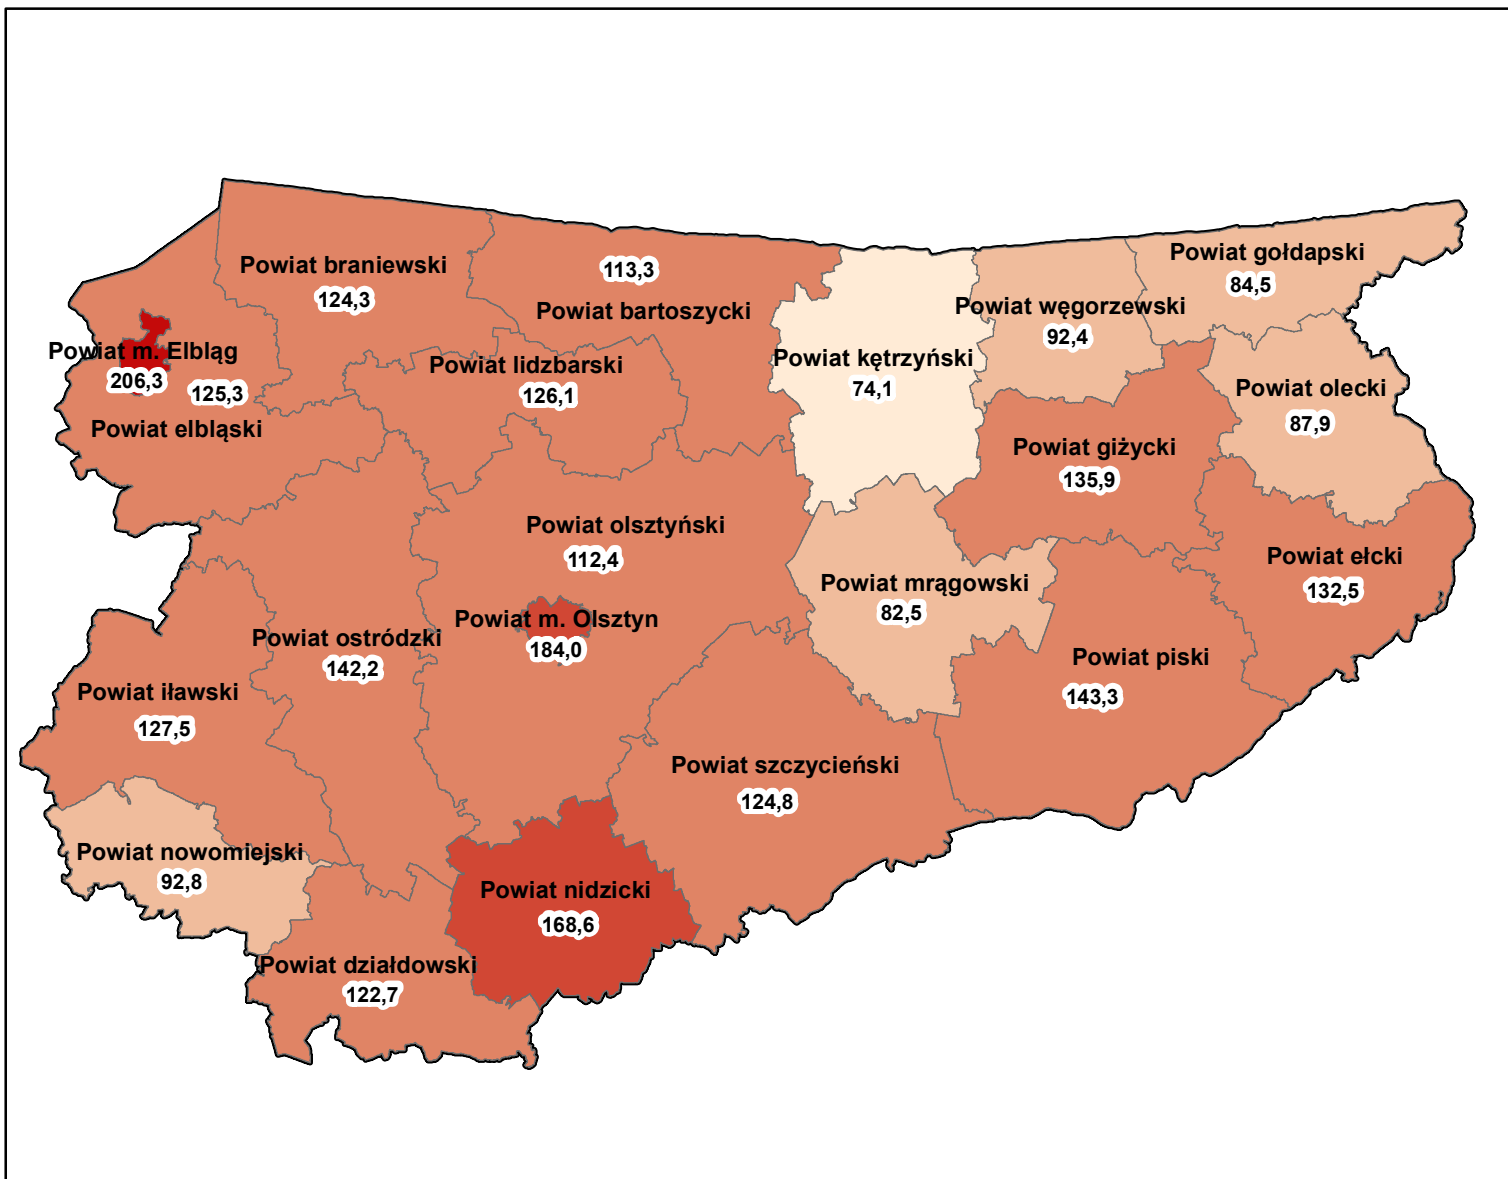 Powiat gołdapski
84,5
Powiat braniewski
124,3
113,3
Powiat bartoszycki
Powiat węgorzewski
92,4
Powiat m. Elbląg
206,3
125,3
Powiat elbląski
Powiat lidzbarski
126,1
Powiat kętrzyński
74,1
Powiat olecki
87,9
Powiat giżycki
135,9
Powiat olsztyński
112,4
Powiat ełcki
132,5
Powiat mrągowski
82,5
Powiat m. Olsztyn
184,0
Powiat ostródzki
142,2
Powiat piski
143,3
Powiat iławski
127,5
Powiat szczycieński
124,8
Powiat nowomiejski
92,8
Powiat nidzicki
168,6
Powiat działdowski
122,7